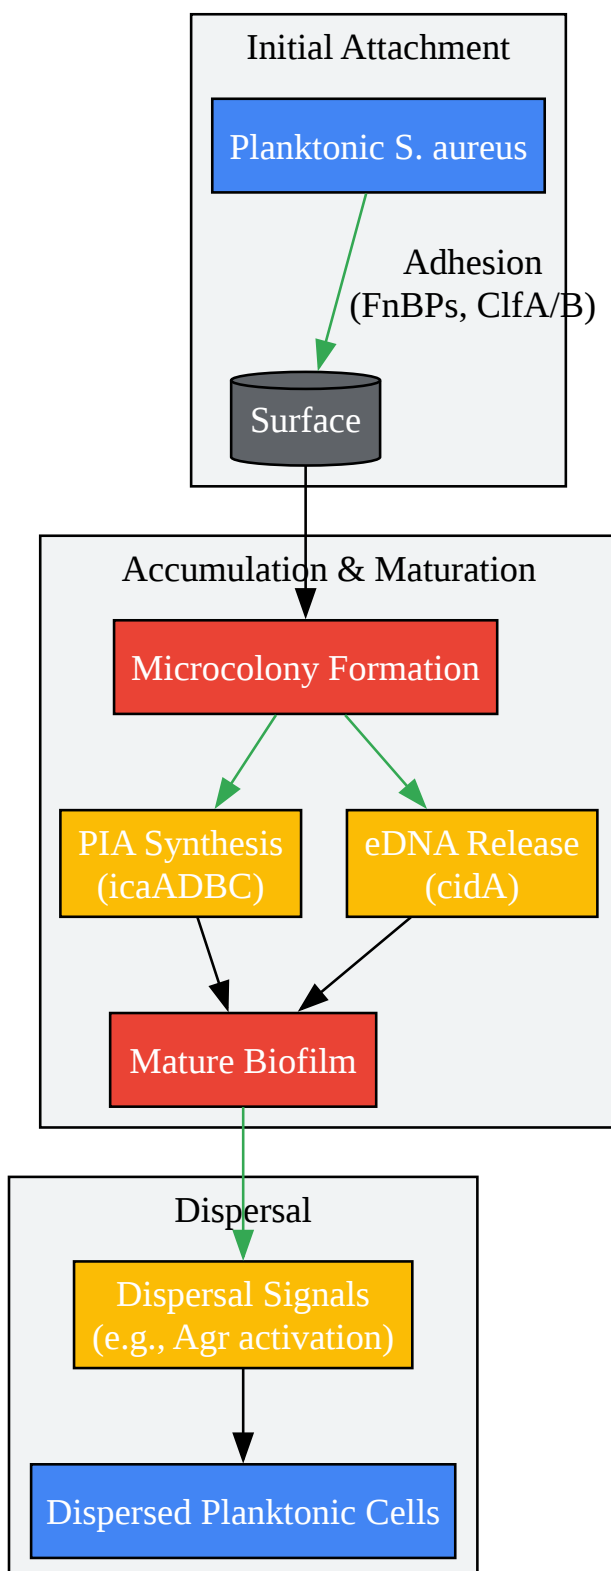 Initial Attachment
Planktonic S. aureus
Adhesion
(FnBPs, ClfA/B)
Surface
Accumulation & Maturation
Microcolony Formation
PIA Synthesis
(icaADBC)
eDNA Release
(cidA)
Mature Biofilm
Dispersal
Dispersal Signals
(e.g., Agr activation)
Dispersed Planktonic Cells